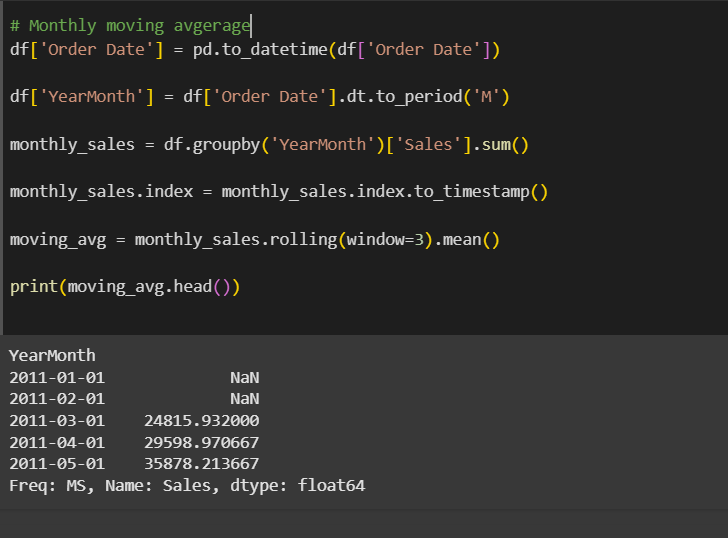 # Monthly moving avgerage
df['Order Date'] = pd.to_datetime(df['Order Date'])
df['YearMonth'] = df['Order Date'].dt.to_period('M')
monthly_sales = df.groupby('YearMonth')['Sales'].sum()
monthly_sales.index = monthly_sales.index.to_timestamp()
moving_avg = monthly_sales.rolling(window=3).mean()
print(moving_avg.head())
YearMonth
2011-01-01             NaN
2011-02-01             NaN
2011-03-01    24815.932000
2011-04-01    29598.970667
2011-05-01    35878.213667
Freq: MS, Name: Sales, dtype: float64